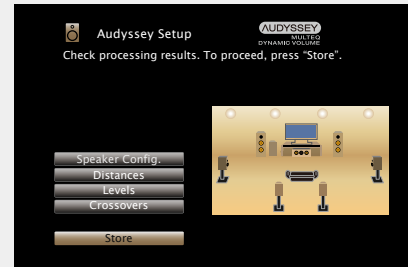 Audyssey Setup
AUDYSSEY
MULTEQ
DYNAMIC VOLUME
Check processing results. To proceed, press “Store”.
Speaker Config.
Distances
Levels
Crossovers
Store